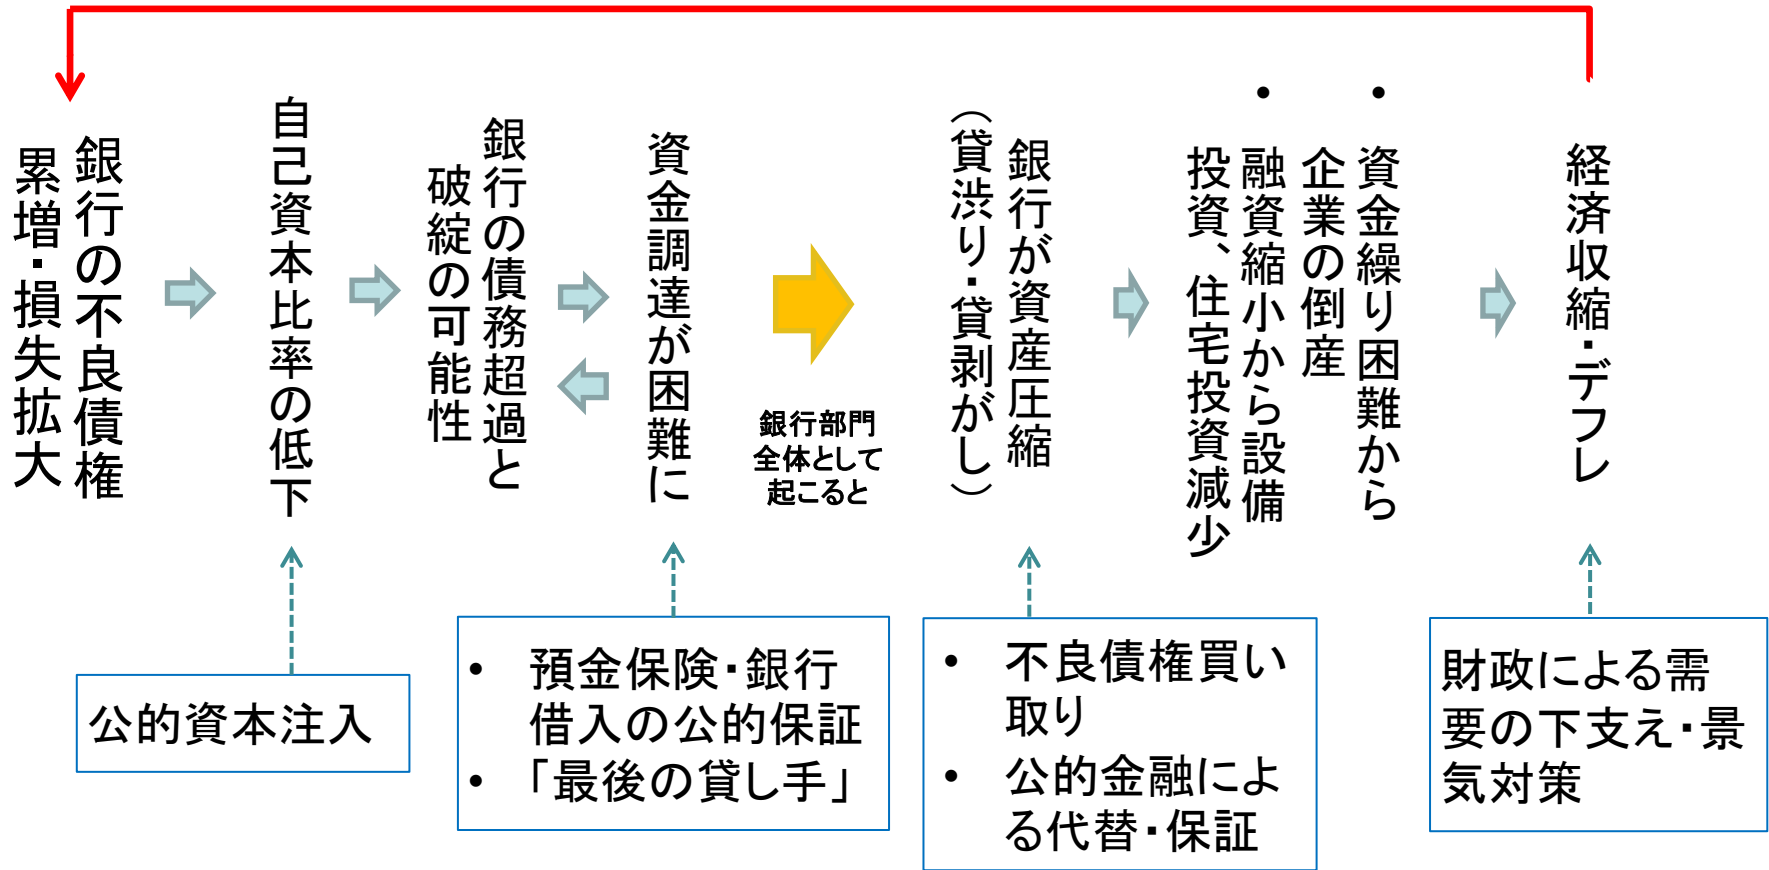 銀行の不良債権
累増・損失拡大
自己資本比率の低下
銀行の債務超過と
破綻の可能性
資金調達が困難に
銀行部門
全体として
起こると
銀行が資産圧縮
（貸渋り・貸剥がし）
・ 資金繰り困難から
企業の倒産
・ 融資縮小から設備
投資、住宅投資減少
経済収縮・デフレ
公的資本注入
• 預金保険・銀行
借入の公的保証
• 「最後の貸し手」
• 不良債権買い
取り
• 公的金融によ
る代替・保証
財政による需
要の下支え・景
気対策